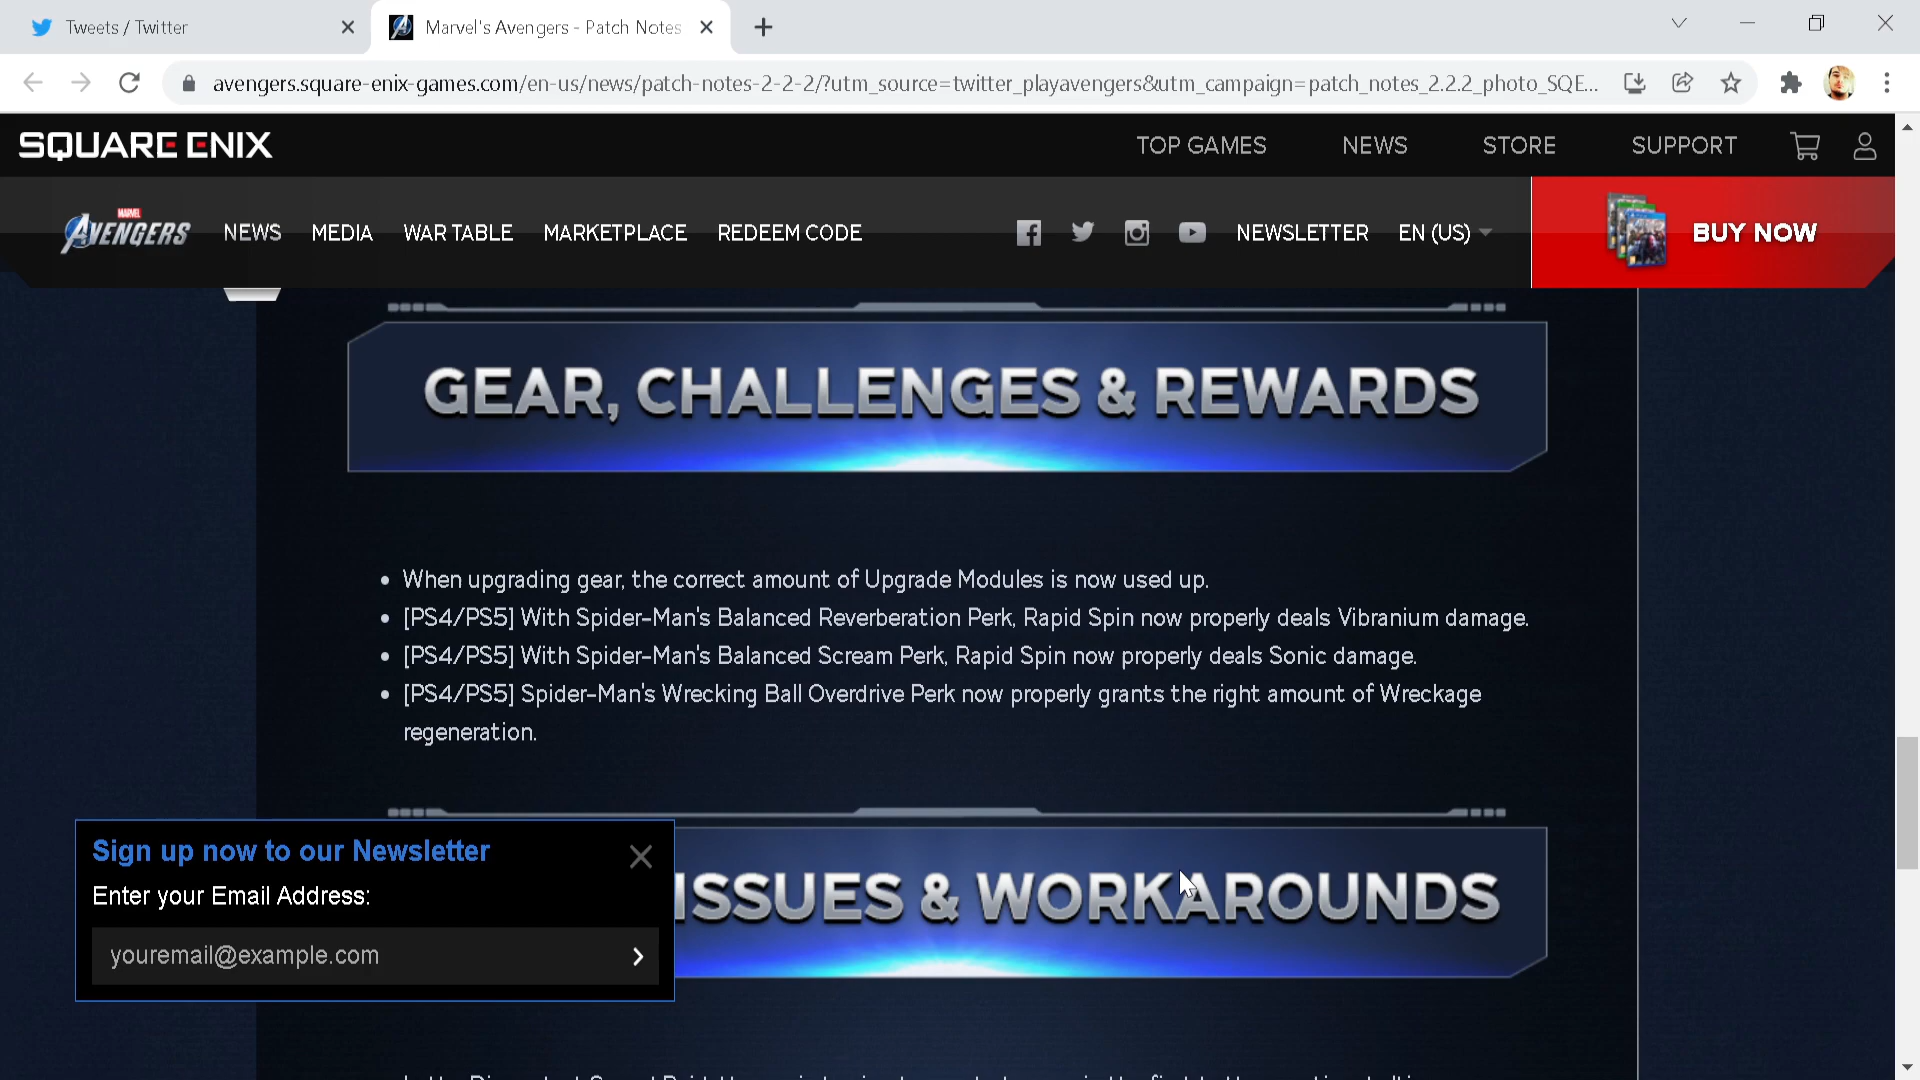 Tweets / Twitter
Marvel's Avengers - Patch Notes
avengers.square-enix-games.com/en-us/news/patch-notes-2-2-2/?utm_source=twitter_playavengers&utm_campaign=patch_notes_2.2.2_photo_SQE...
SQUARE ENIX
TOP GAMES NEWS STORE SUPPORT
MARVEL
AVENGERS
NEWS MEDIA WAR TABLE MARKETPLACE REDEEM CODE NEWSLETTER EN (US) BUY NOW
GEAR, CHALLENGES & REWARDS
• When upgrading gear, the correct amount of Upgrade Modules is now used up.
• [PS4/PS5] With Spider-Man's Balanced Reverberation Perk, Rapid Spin now properly deals Vibranium damage.
• [PS4/PS5] With Spider-Man's Balanced Scream Perk, Rapid Spin now properly deals Sonic damage.
• [PS4/PS5] Spider-Man's Wrecking Ball Overdrive Perk now properly grants the right amount of Wreckage
regeneration.
ISSUES & WORKAROUNDS
Sign up now to our Newsletter
Enter your Email Address:
youremail@example.com